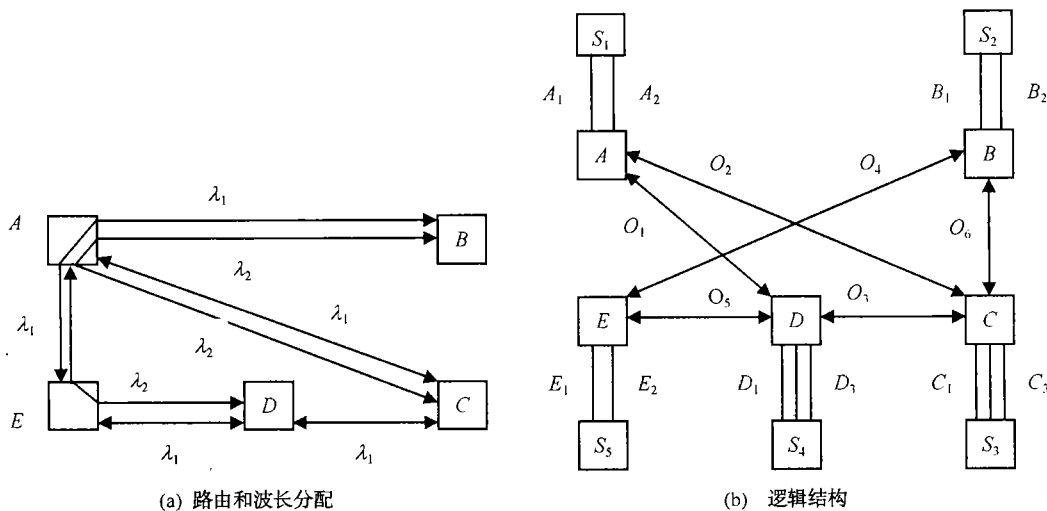 A
λ₁
B
λ₂
λ₁
λ₂
λ₁
λ₂
E
D
C
λ₁
λ₁
(a) 路由和波长分配
S₁
S₂
A₁
A₂
B₁
B₂
A
O₂
O₄
B
O₁
O₆
E
O₅
D
O₃
C
E₁
E₂
D₁
D₃
C₁
C₃
S₅
S₄
S₃
(b) 逻辑结构